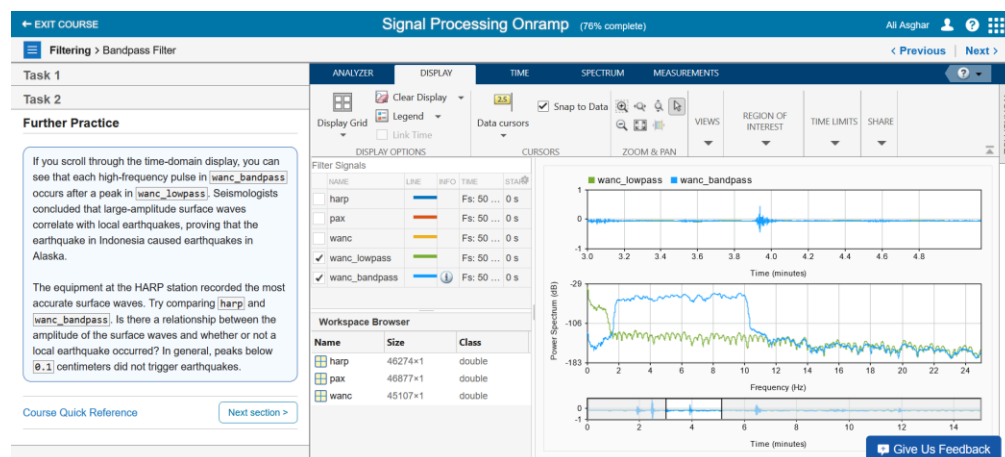 ← EXIT COURSE
Signal Processing Onramp (76% complete)
Ali Asghar
Filtering > Bandpass Filter
< Previous | Next >
Task 1
Task 2
Further Practice
If you scroll through the time-domain display, you can
see that each high-frequency pulse in wanc_bandpass
occurs after a peak in wanc_lowpass. Seismologists
concluded that large-amplitude surface waves
correlate with local earthquakes, proving that the
earthquake in Indonesia caused earthquakes in
Alaska.
The equipment at the HARP station recorded the most
accurate surface waves. Try comparing harp and
wanc_bandpass. Is there a relationship between the
amplitude of the surface waves and whether or not a
local earthquake occurred? In general, peaks below
0.1 centimeters did not trigger earthquakes.
Course Quick Reference
Next section >
ANALYZER DISPLAY TIME SPECTRUM MEASUREMENTS
?
Display Grid
Clear Display
Legend
Link Time
DISPLAY OPTIONS
2.5
Data cursors
Snap to Data
CURSORS
ZOOM & PAN
VIEWS
REGION OF
INTEREST
TIME LIMITS
SHARE
Filter Signals
NAME LINE INFO TIME
harp Fs: 50 ... 0 s
pax Fs: 50 ... 0 s
wanc Fs: 50 ... 0 s
wanc_lowpass Fs: 50 ... 0 s
wanc_bandpass Fs: 50 ... 0 s
Workspace Browser
Name Size Class
harp 46274×1 double
pax 46877×1 double
wanc 45107×1 double
wanc_lowpass wanc_bandpass
1
0
-1
3.0 3.2 3.4 3.6 3.8 4.0 4.2 4.4 4.6 4.8
Time (minutes)
Power Spectrum (dB)
-29
-106
-183
0 2 4 6 8 10 12 14 16 18 20 22 24
Frequency (Hz)
0
-1
0 2 4 6 8 10 12 14
Time (minutes)
Give Us Feedback